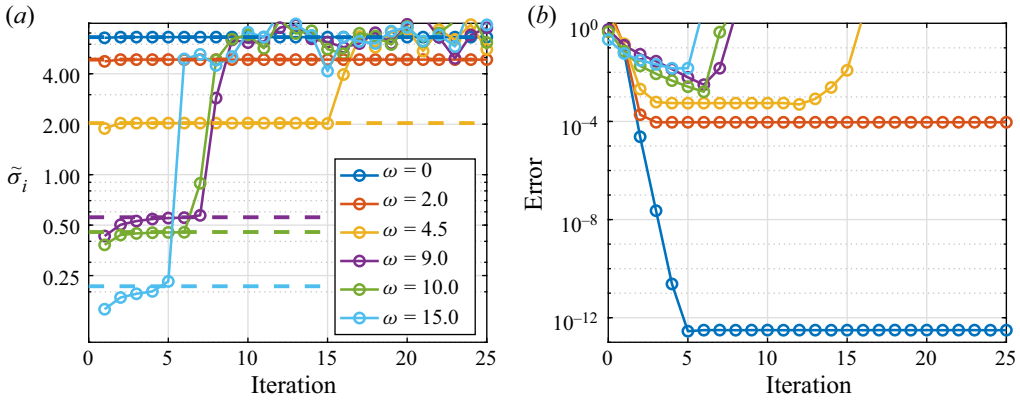 (a)
4.00
2.00
1.00
0.50
0.25
σ̃ᵢ
ω = 0
ω = 2.0
ω = 4.5
ω = 9.0
ω = 10.0
ω = 15.0
0 5 10 15 20 25
Iteration
(b)
10⁰
10⁻⁴
10⁻⁸
10⁻¹²
Error
0 5 10 15 20 25
Iteration